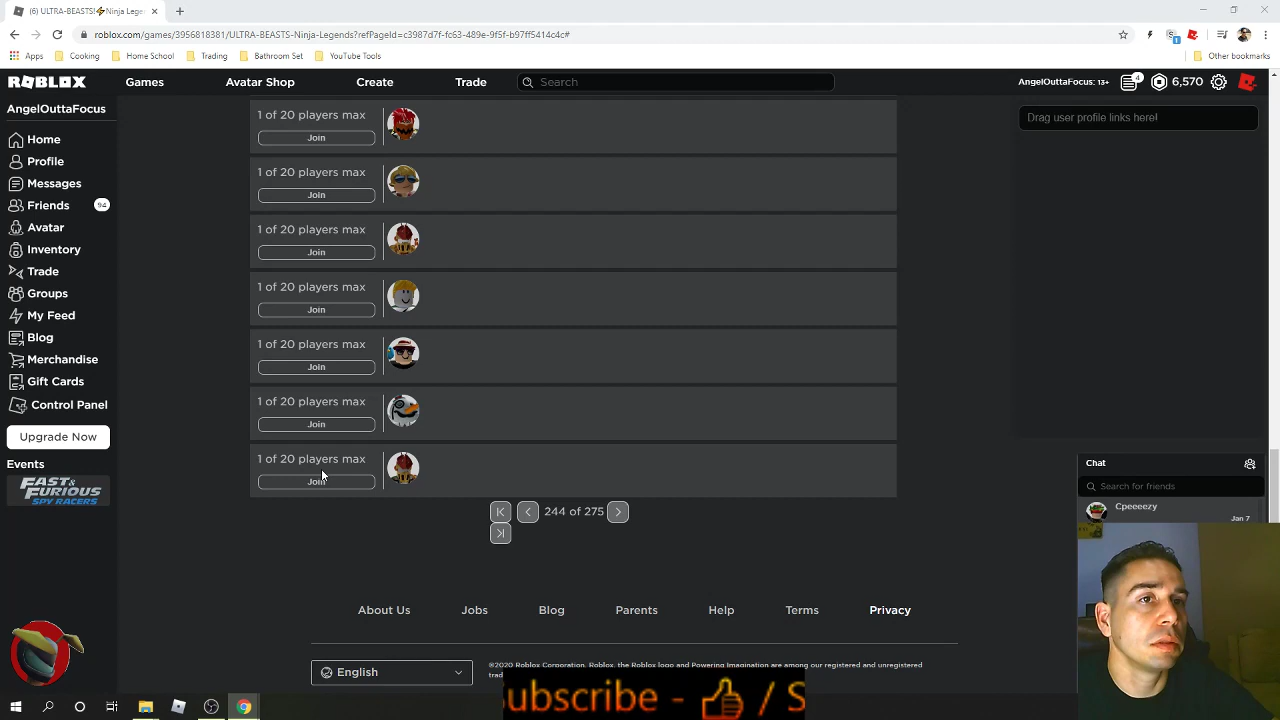 (6) ULTRA-BEASTS!⚡Ninja Lege
roblox.com/games/3956818381/ULTRA-BEASTS-Ninja-Legends?refPageId=c3987d7f-fc63-489e-9f5f-b97ff5414c4c#
Apps Cooking Home School Trading Bathroom Set YouTube Tools Other bookmarks
ROBLOX Games Avatar Shop Create Trade Search AngelOuttaFocus: 13+ 4 6,570
AngelOuttaFocus
Home
Profile
Messages
Friends 94
Avatar
Inventory
Trade
Groups
My Feed
Blog
Merchandise
Gift Cards
Control Panel
Upgrade Now
Events
FAST & FURIOUS
SPY RACERS
1 of 20 players max
Join
1 of 20 players max
Join
1 of 20 players max
Join
1 of 20 players max
Join
1 of 20 players max
Join
1 of 20 players max
Join
1 of 20 players max
Join
244 of 275
Drag user profile links here!
Chat
Search for friends
Cpeeeezy
Jan 7
About Us Jobs Blog Parents Help Terms Privacy
English
©2020 Roblox Corporation. Roblox, the Roblox logo and Powering Imagination are among our registered and unregistered
trad
ubscribe - 👍 / S